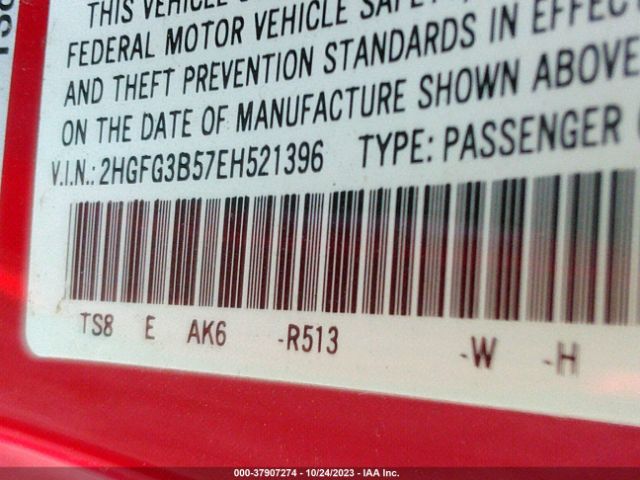 THIS VEHICLE
FEDERAL MOTOR VEHICLE
AND THEFT PREVENTION STANDARDS IN EFFECT
ON THE DATE OF MANUFACTURE SHOWN ABOVE
V.I.N.: 2HGFG3B57EH521396 TYPE: PASSENGER
TS8 E AK6 -R513 -W -H
000-37907274 - 10/24/2023 - IAA Inc.